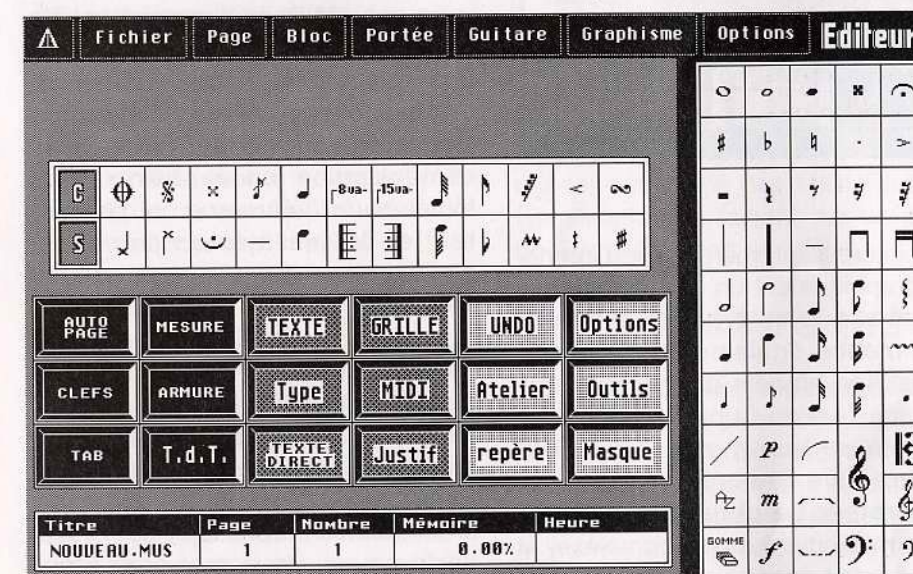 Fichier Page Bloc Portée Guitare Graphisme Options Editeur
C 8va 15va
S
AUTO PAGE MESURE TEXTE GRILLE UNDO Options
CLEFS ARMURE Type MIDI Atelier Outils
TAB T.d.T. TEXTE DIRECT Justif repère Masque
Titre Page Nombre Mémoire Heure
NOUVEAU.MUS 1 1 0.00%
p
AZ m
GOMME f